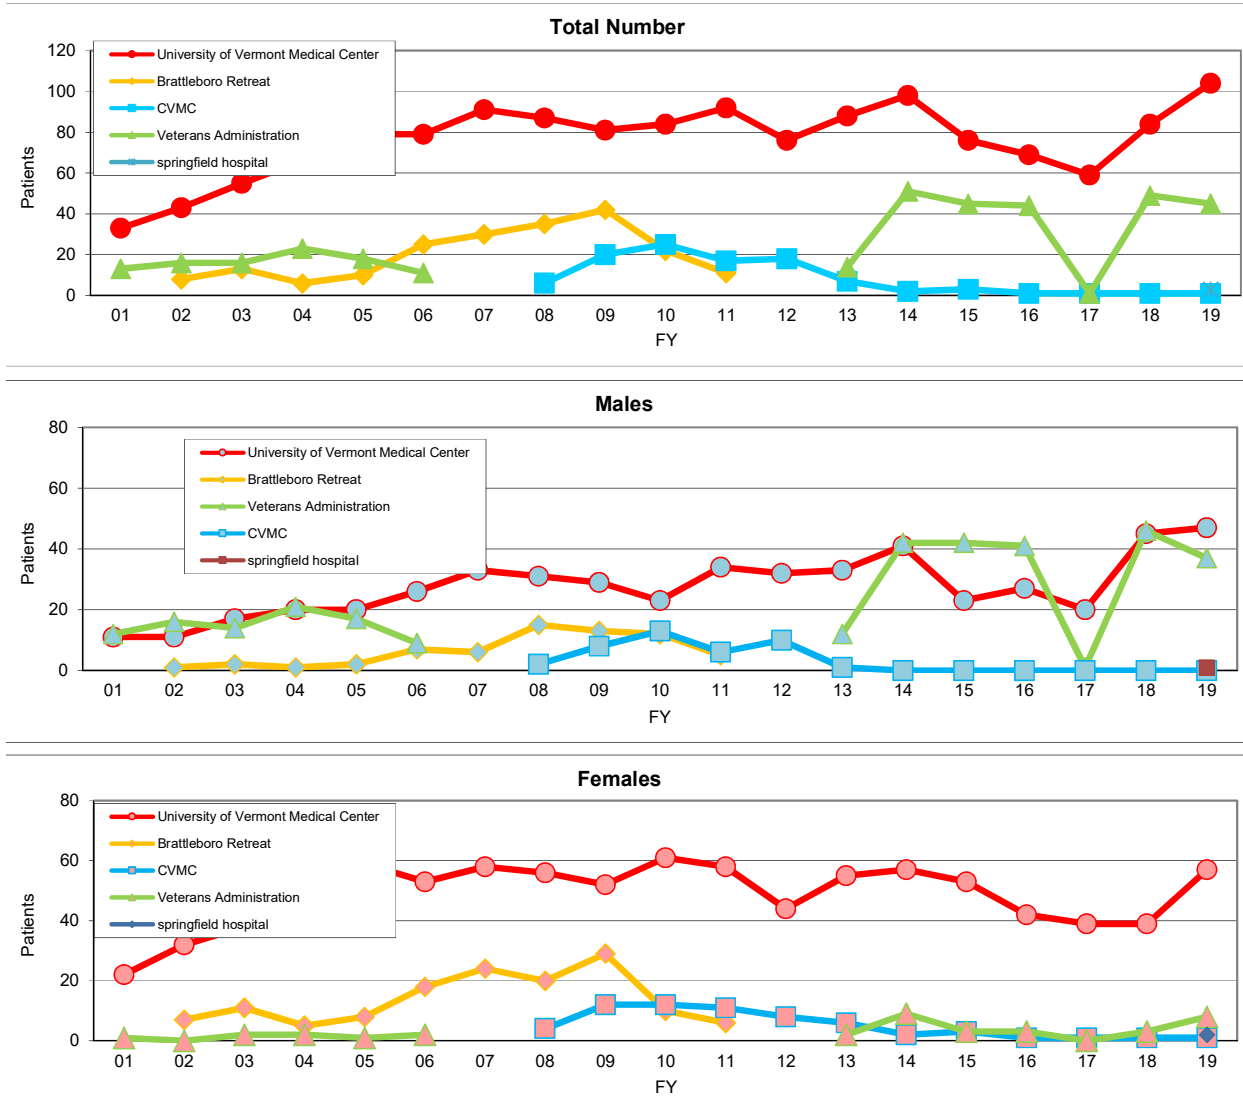 Total Number
120
100
80
60
40
20
0
Patients
University of Vermont Medical Center
Brattleboro Retreat
CVMC
Veterans Administration
springfield hospital
01 02 03 04 05 06 07 08 09 10 11 12 13 14 15 16 17 18 19
FY
Males
80
60
40
20
0
Patients
University of Vermont Medical Center
Brattleboro Retreat
Veterans Administration
CVMC
springfield hospital
01 02 03 04 05 06 07 08 09 10 11 12 13 14 15 16 17 18 19
FY
Females
80
60
40
20
0
Patients
University of Vermont Medical Center
Brattleboro Retreat
CVMC
Veterans Administration
springfield hospital
01 02 03 04 05 06 07 08 09 10 11 12 13 14 15 16 17 18 19
FY